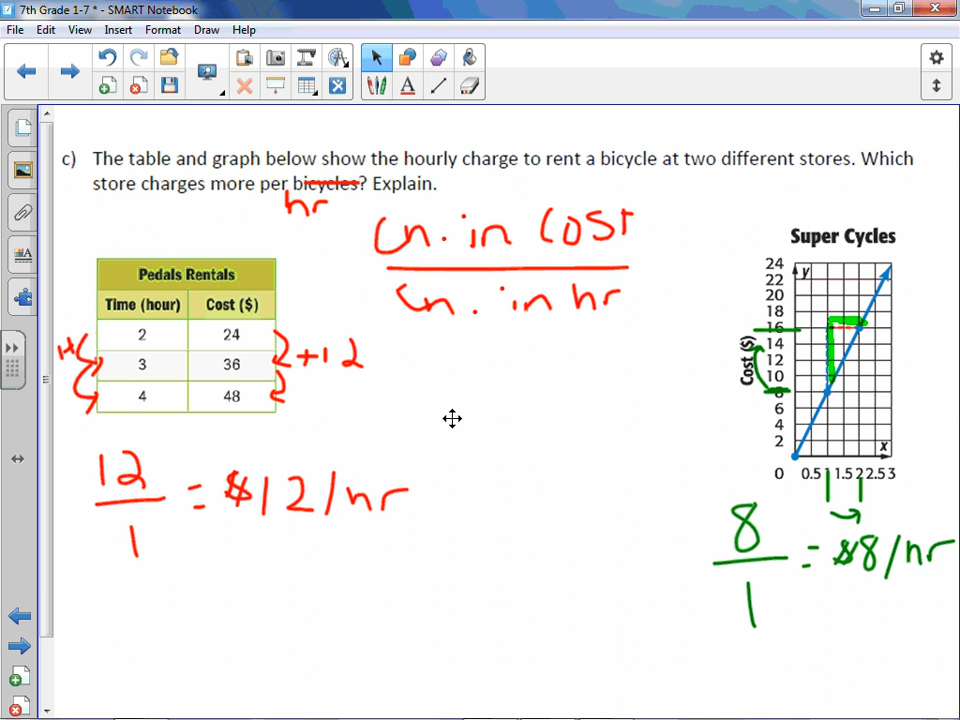 7th Grade 1-7 * - SMART Notebook
File Edit View Insert Format Draw Help
c) The table and graph below show the hourly charge to rent a bicycle at two different stores. Which
store charges more per bicycles? Explain.
hr
Ch. in Cost
Ch. in hr
Pedals Rentals
Time (hour) Cost ($)
2 24
3 36
4 48
+12
12
1
= $12/hr
Super Cycles
24
22
20
18
16
14
12
10
8
6
4
2
y
x
Cost ($)
0 0.5 1 1.5 2 2.5 3
8
1
= $8/hr